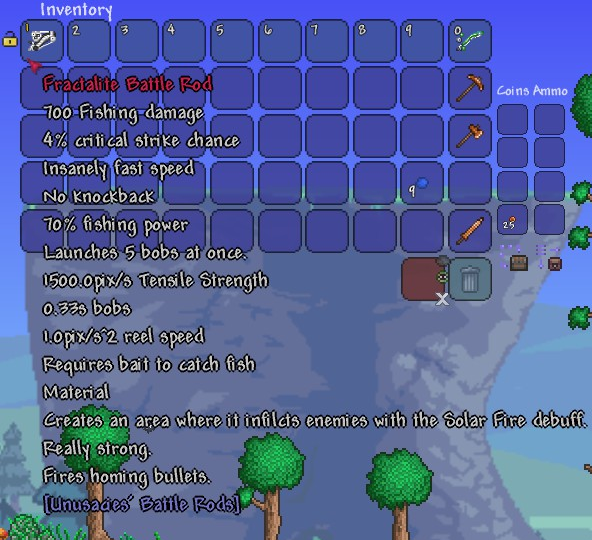 Inventory
1 2 3 4 5 6 7 8 9 0
Fractalite Battle Rod
Coins Ammo
700 Fishing damage
4% critical strike chance
Insanely fast speed
9
No knockback
70% fishing power
25
Launches 5 bobs at once.
1500.0pix/s Tensile Strength
X
0.33s bobs
1.0pix/s^2 reel speed
Requires bait to catch fish
Material
Creates an area where it infilcts enemies with the Solar Fire debuff.
Really strong.
Fires homing bullets.
[Unusacies' Battle Rods]